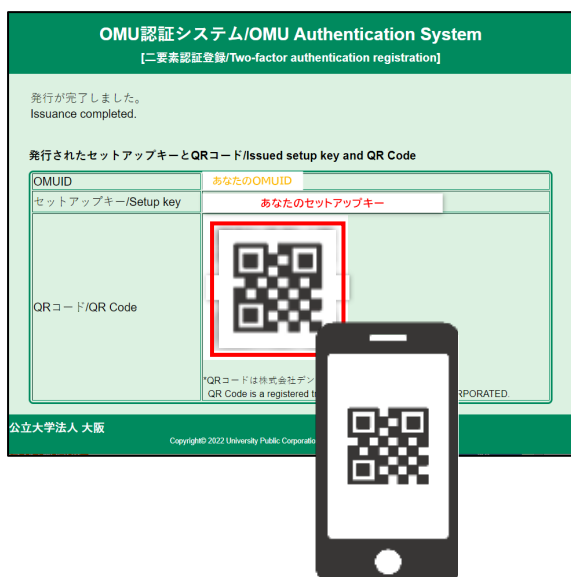 OMU認証システム/OMU Authentication System
[二要素認証登録/Two-factor authentication registration]
発行が完了しました。
Issuance completed.
発行されたセットアップキーとQRコード/Issued setup key and QR Code
OMUID
あなたのOMUID
セットアップキー/Setup key
あなたのセットアップキー
QRコード/QR Code
*QRコードは株式会社デン
QR Code is a registered RPORATED.
公立大学法人 大阪
Copyright© 2022 University Public